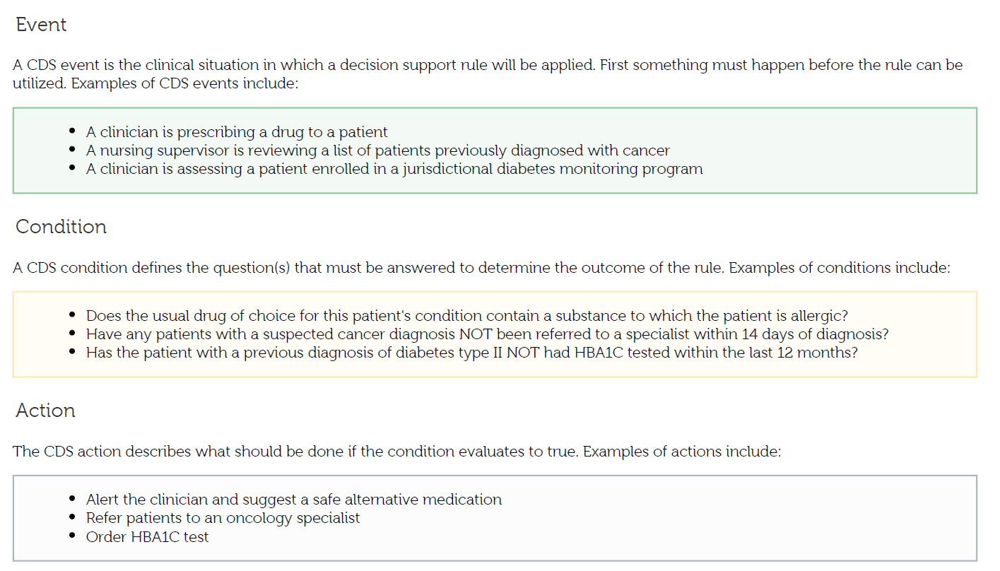 Event
A CDS event is the clinical situation in which a decision support rule will be applied. First something must happen before the rule can be
utilized. Examples of CDS events include:
• A clinician is prescribing a drug to a patient
• A nursing supervisor is reviewing a list of patients previously diagnosed with cancer
• A clinician is assessing a patient enrolled in a jurisdictional diabetes monitoring program
Condition
A CDS condition defines the question(s) that must be answered to determine the outcome of the rule. Examples of conditions include:
• Does the usual drug of choice for this patient's condition contain a substance to which the patient is allergic?
• Have any patients with a suspected cancer diagnosis NOT been referred to a specialist within 14 days of diagnosis?
• Has the patient with a previous diagnosis of diabetes type II NOT had HBA1C tested within the last 12 months?
Action
The CDS action describes what should be done if the condition evaluates to true. Examples of actions include:
• Alert the clinician and suggest a safe alternative medication
• Refer patients to an oncology specialist
• Order HBA1C test